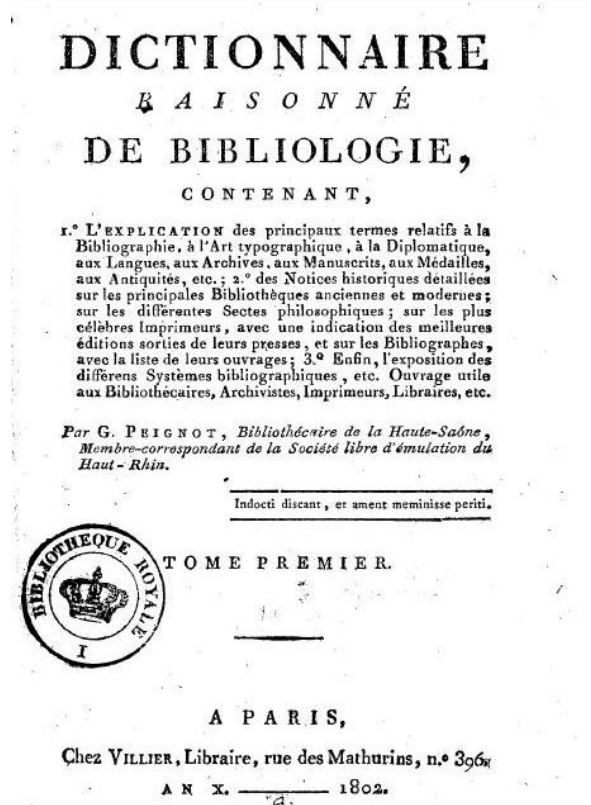 DICTIONNAIRE
RAISONNÉ
DE BIBLIOLOGIE,
CONTENANT,
1.º L'EXPLICATION des principaux termes relatifs à la
Bibliographie, à l'Art typographique, à la Diplomatique,
aux Langues, aux Archives, aux Manuscrits, aux Médailles,
aux Antiquités, etc.; 2.º des Notices historiques détaillées
sur les principales Bibliothèques anciennes et modernes;
sur les différentes Sectes philosophiques; sur les plus
célèbres Imprimeurs, avec une indication des meilleures
éditions sorties de leurs presses, et sur les Bibliographes,
avec la liste de leurs ouvrages; 3.º Enfin, l'exposition des
différens Systèmes bibliographiques, etc. Ouvrage utile
aux Bibliothécaires, Archivistes, Imprimeurs, Libraires, etc.
Par G. PEIGNOT, Bibliothécaire de la Haute-Saône,
Membre-correspondant de la Société libre d'émulation du
Haut-Rhin.
Indocti discant, et ament meminisse periti.
TOME PREMIER.
BIBLIOTHEQUE ROYALE
I
A PARIS,
Chez VILLIER, Libraire, rue des Mathurins, n.º 396.
AN X. 1802.